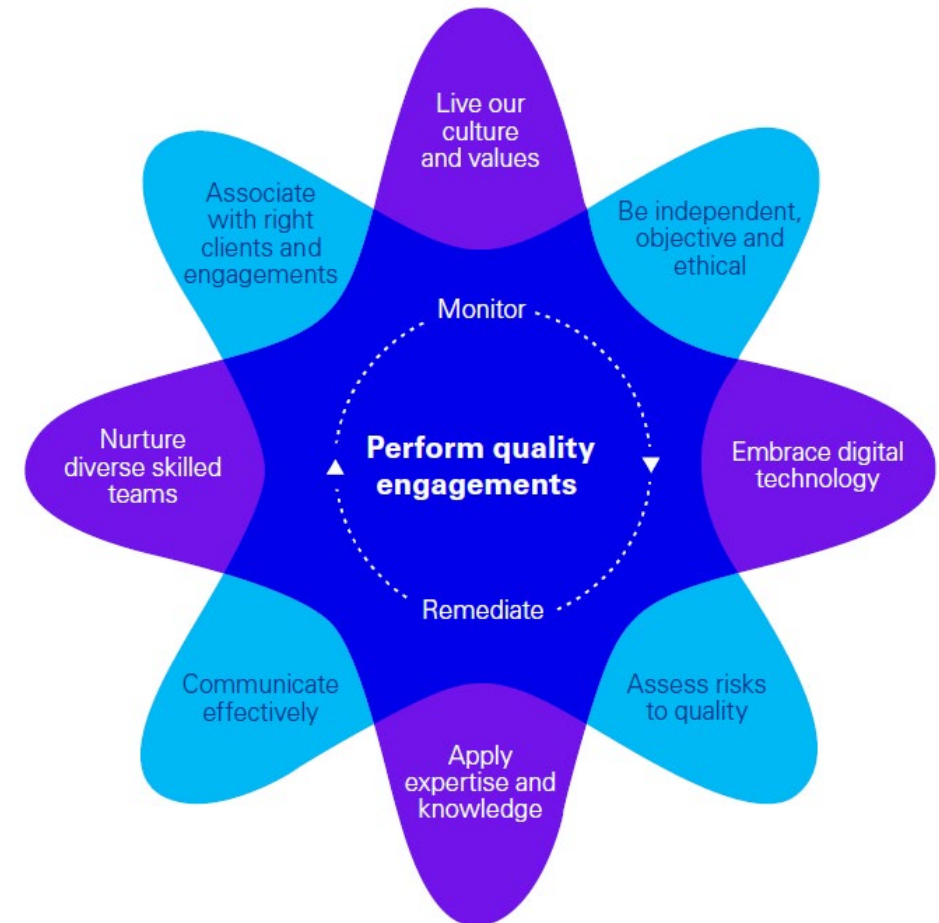 Live our
culture
and values
Be independent,
objective and
ethical
Embrace digital
technology
Assess risks
to quality
Apply
expertise and
knowledge
Communicate
effectively
Nurture
diverse skilled
teams
Associate
with right
clients and
engagements
Monitor
Perform quality
engagements
Remediate